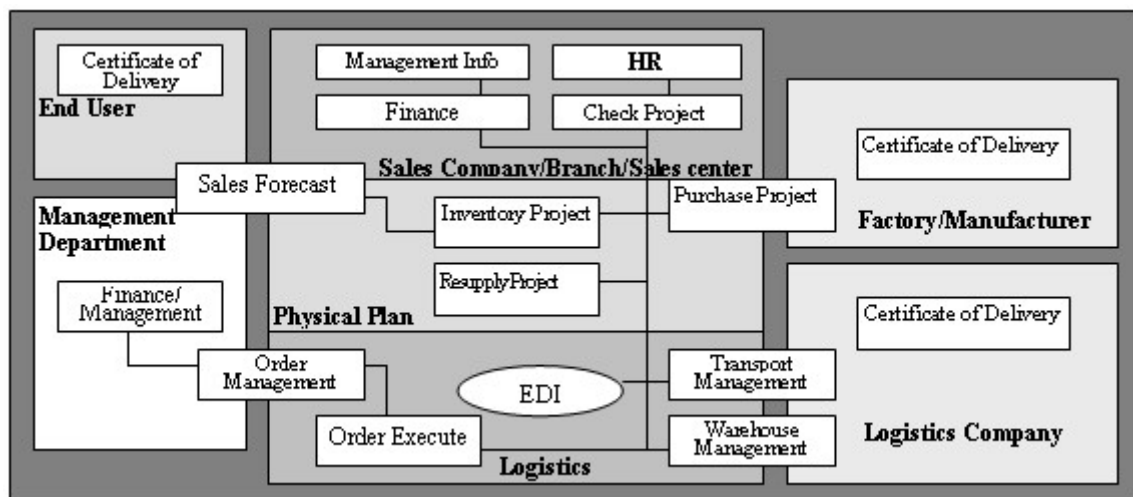 Certificate of
Delivery
End User
Management Info
HR
Finance
Check Project
Sales Company/Branch/Sales center
Certificate of Delivery
Factory/Manufacturer
Sales Forecast
Purchase Project
Management
Department
Inventory Project
Finance/
Management
Resupply Project
Physical Plan
Certificate of Delivery
Order
Management
Transport
Management
EDI
Order Execute
Warehouse
Management
Logistics
Logistics Company